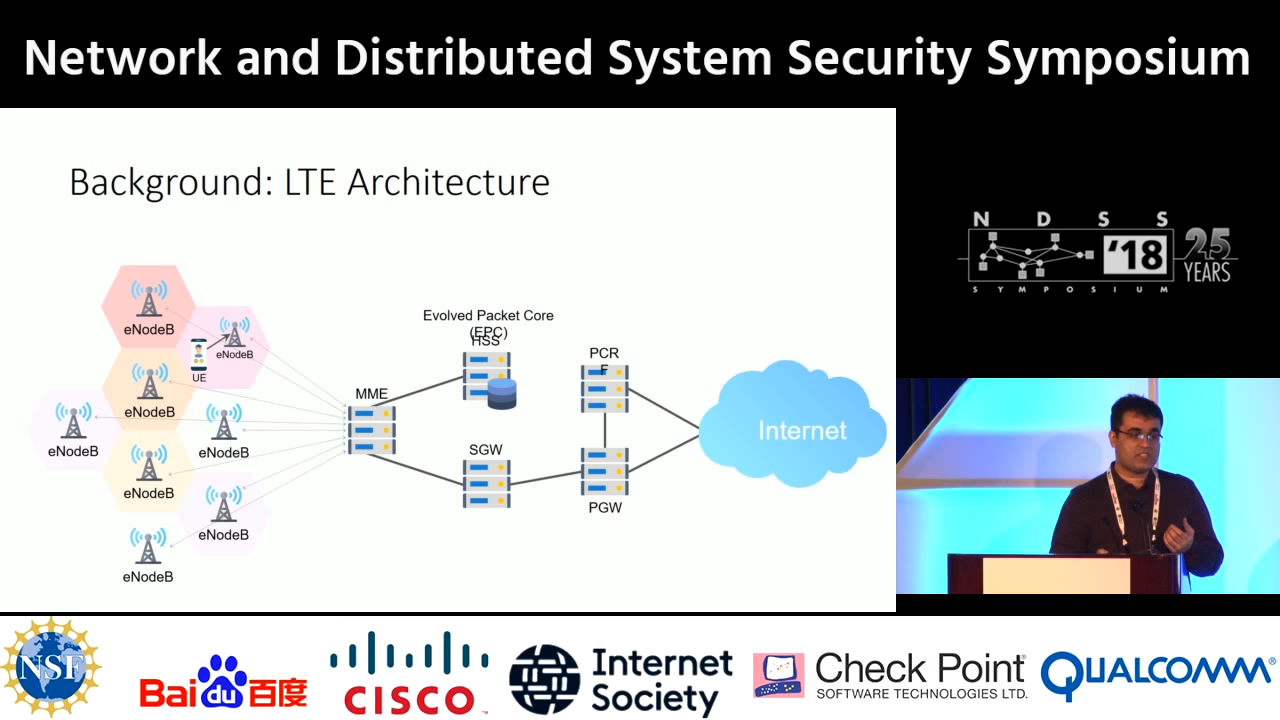 Network and Distributed System Security Symposium
Background: LTE Architecture
N D S S
'18
25
YEARS
SYMPOSIUM
Evolved Packet Core
(EPC)
HSS
PCR
F
MME
SGW
PGW
Internet
eNodeB
eNodeB
UE
eNodeB
eNodeB
eNodeB
eNodeB
eNodeB
eNodeB
NSF
Bai du 百度
CISCO
Internet
Society
Check Point
SOFTWARE TECHNOLOGIES LTD.
QUALCOMM®